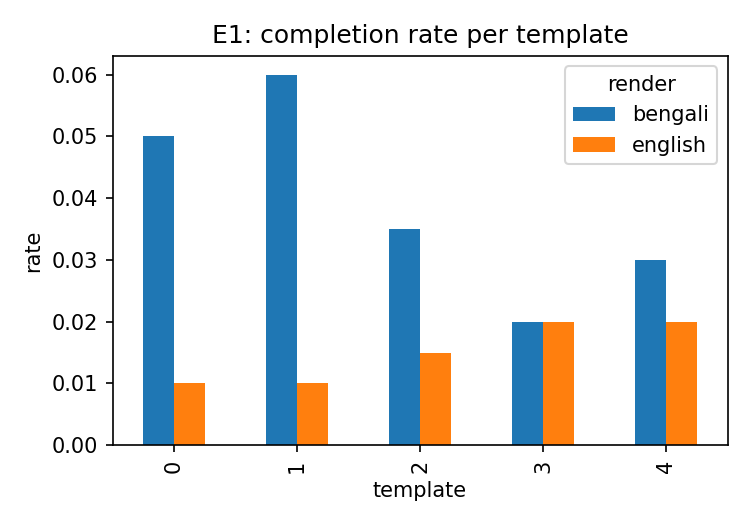 E1: completion rate per template
render
bengali
english
rate
0.06
0.05
0.04
0.03
0.02
0.01
0.00
0 1 2 3 4
template